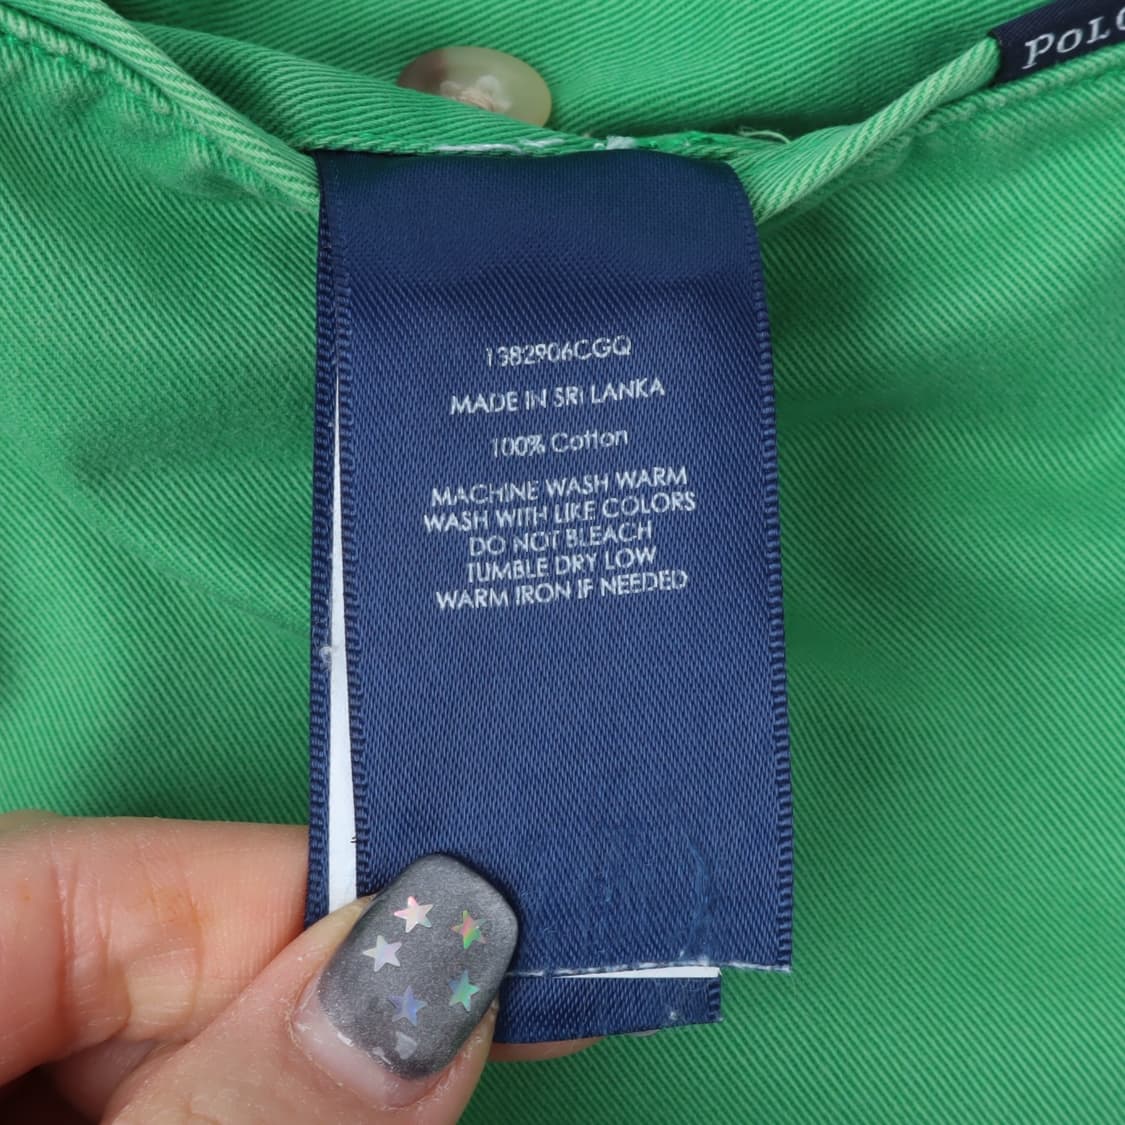 POLO
1382906CGQ
MADE IN SRI LANKA
100% Cotton
MACHINE WASH WARM
WASH WITH LIKE COLORS
DO NOT BLEACH
TUMBLE DRY LOW
WARM IRON IF NEEDED